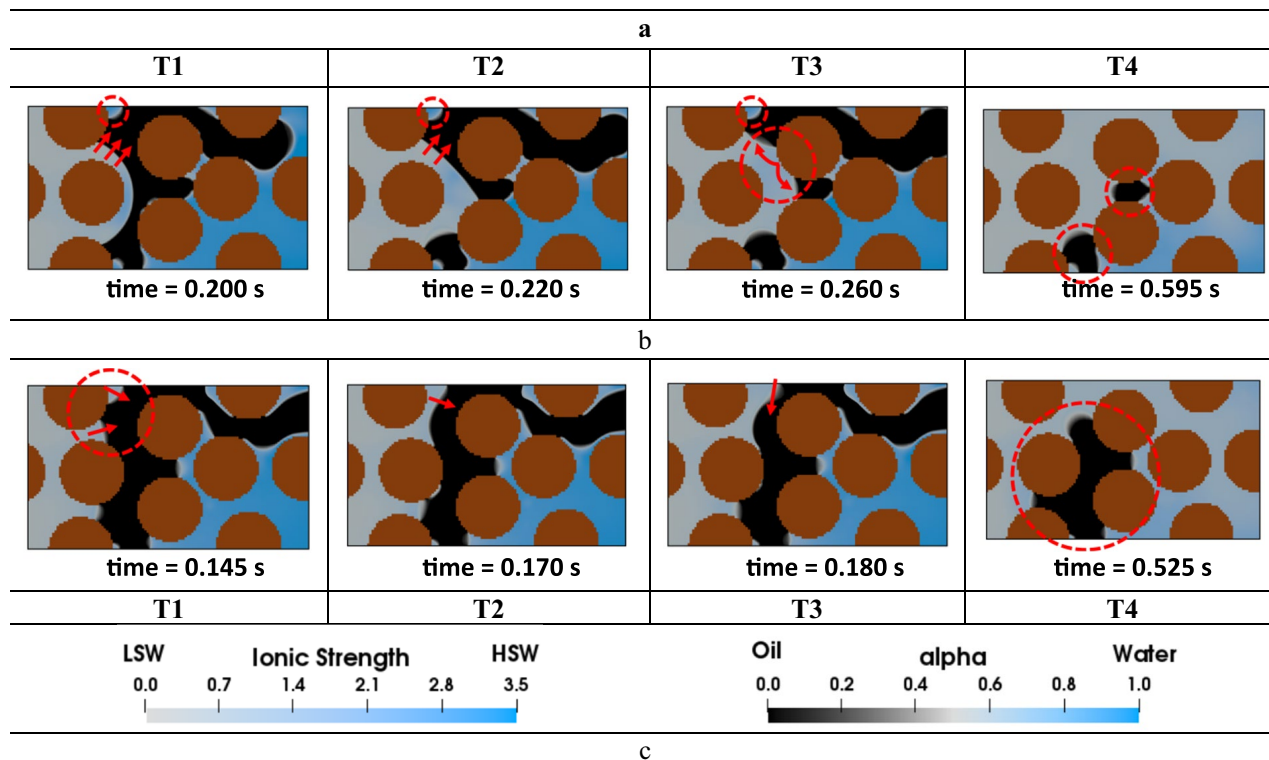 a
T1 T2 T3 T4
time = 0.200 s time = 0.220 s time = 0.260 s time = 0.595 s
b
time = 0.145 s time = 0.170 s time = 0.180 s time = 0.525 s
T1 T2 T3 T4
LSW Ionic Strength HSW Oil alpha Water
0.0 0.7 1.4 2.1 2.8 3.5 0.0 0.2 0.4 0.6 0.8 1.0
c